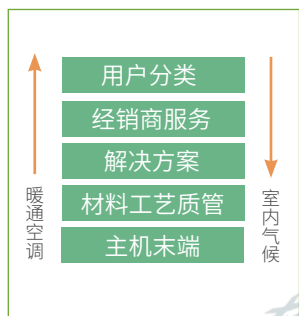 用户分类
经销商服务
解决方案
材料工艺质管
主机末端
暖通空调
室内气候